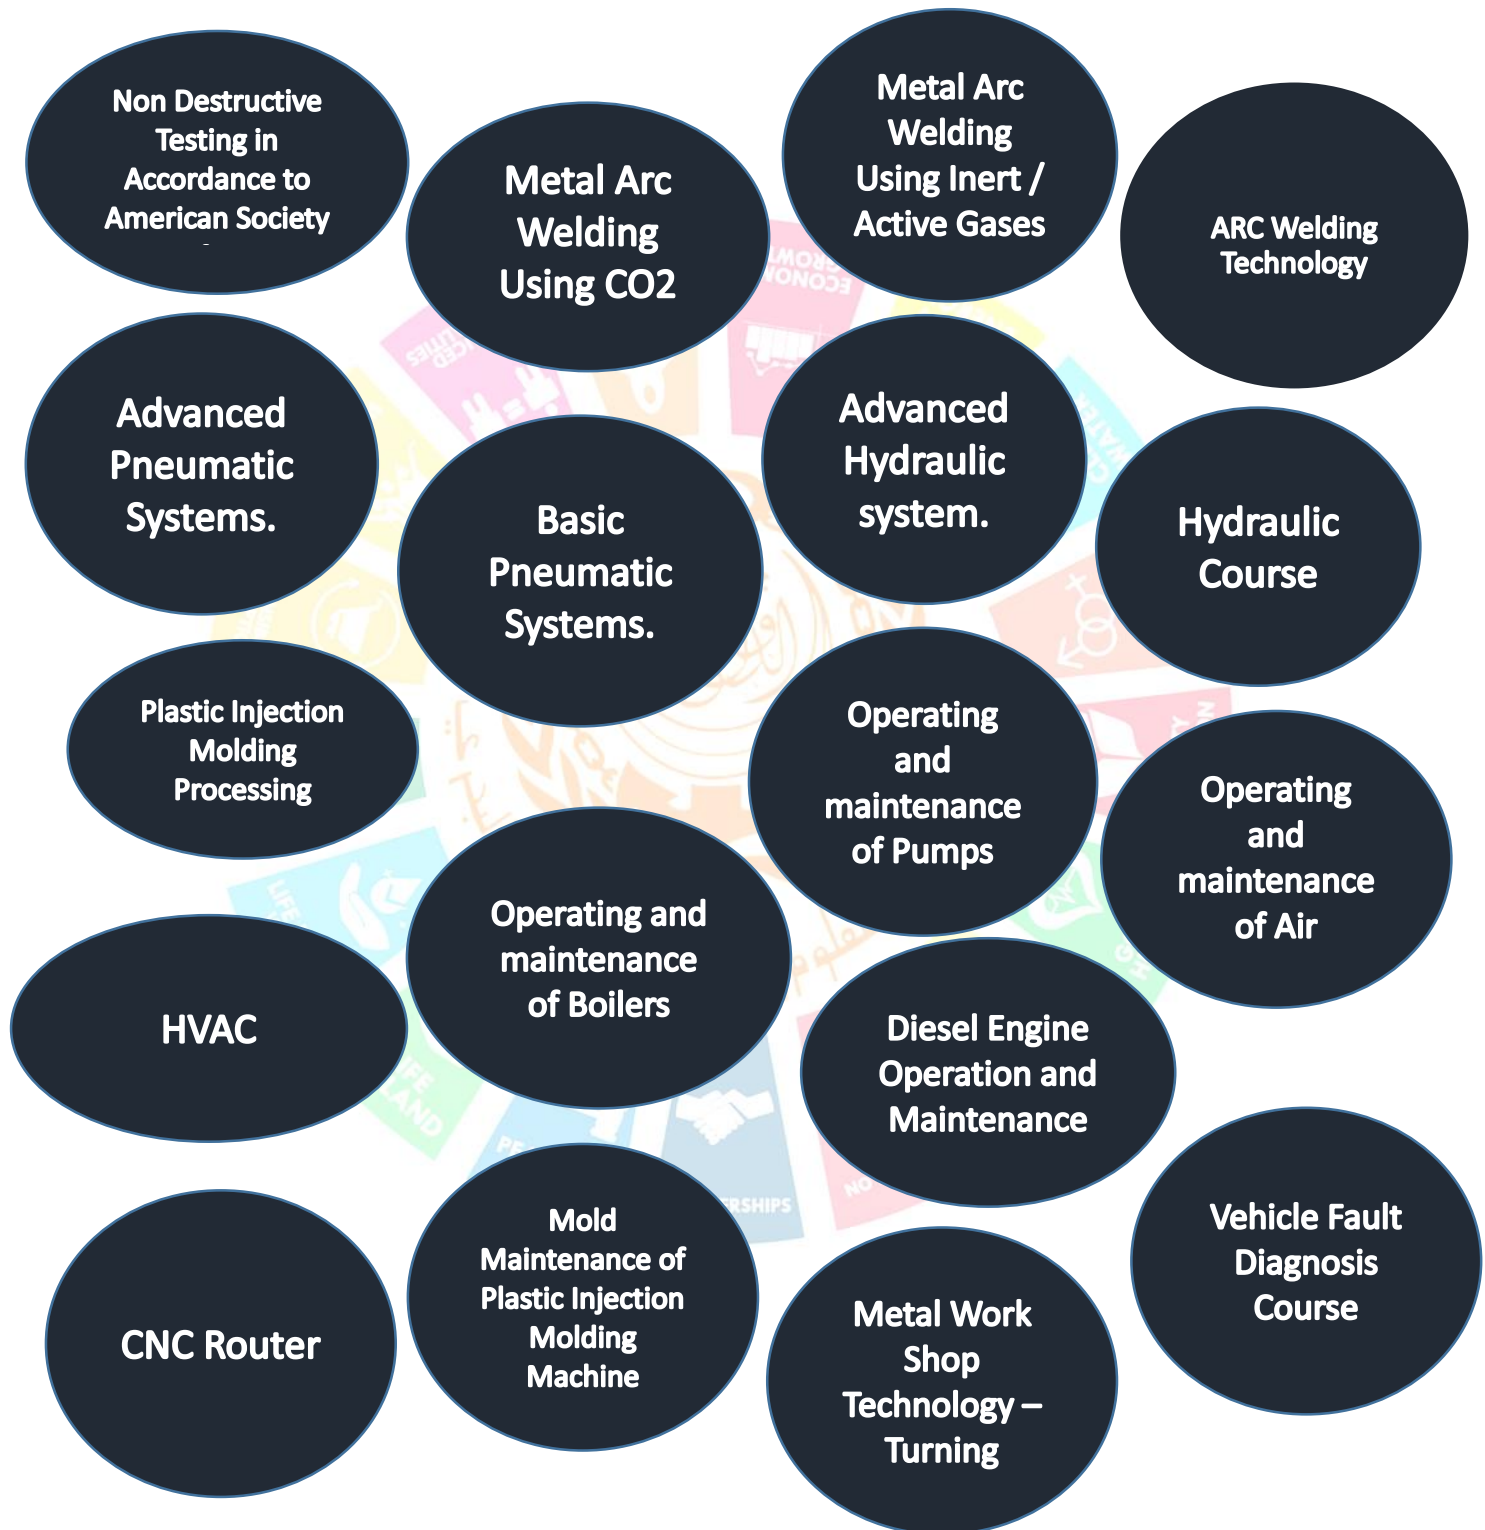 Non Destructive
Testing in
Accordance to
American Society
Metal Arc
Welding
Using CO2
Metal Arc
Welding
Using Inert /
Active Gases
ARC Welding
Technology
Advanced
Pneumatic
Systems.
Basic
Pneumatic
Systems.
Advanced
Hydraulic
system.
Hydraulic
Course
Plastic Injection
Molding
Processing
Operating
and
maintenance
of Pumps
Operating
and
maintenance
of Air
Operating and
maintenance
of Boilers
HVAC
Diesel Engine
Operation and
Maintenance
Vehicle Fault
Diagnosis
Course
CNC Router
Mold
Maintenance of
Plastic Injection
Molding
Machine
Metal Work
Shop
Technology –
Turning
LIFE
LAND